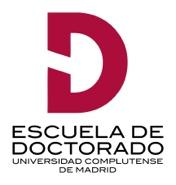 D
ESCUELA DE
DOCTORADO
UNIVERSIDAD COMPLUTENSE
DE MADRID